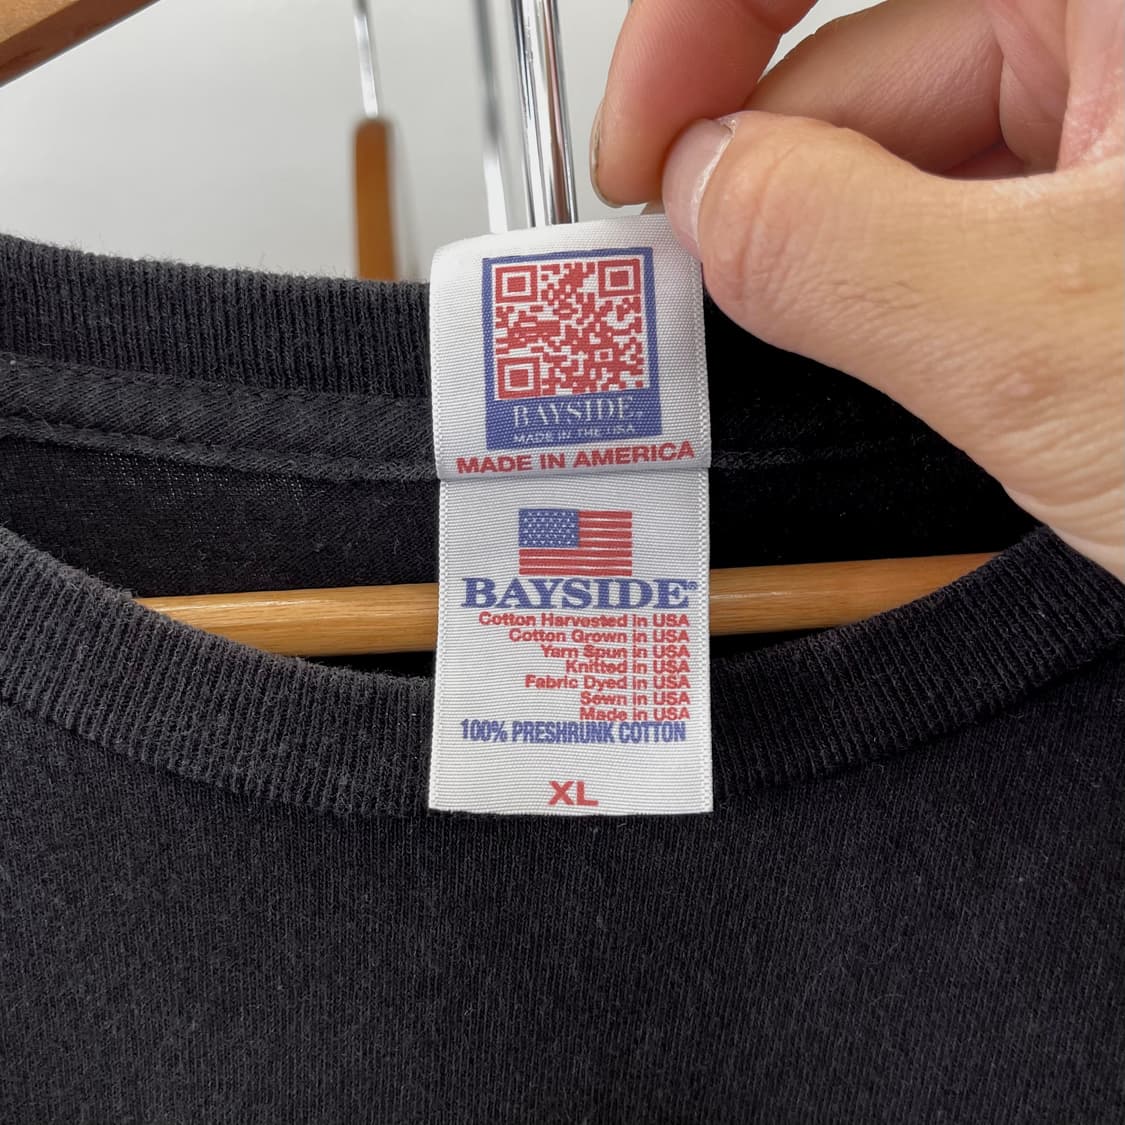 BAYSIDE®
MADE IN THE USA
MADE IN AMERICA
BAYSIDE®
Cotton Harvested in USA
Cotton Grown in USA
Yarn Spun in USA
Knitted in USA
Fabric Dyed in USA
Sewn in USA
Made in USA
100% PRESHRUNK COTTON
XL